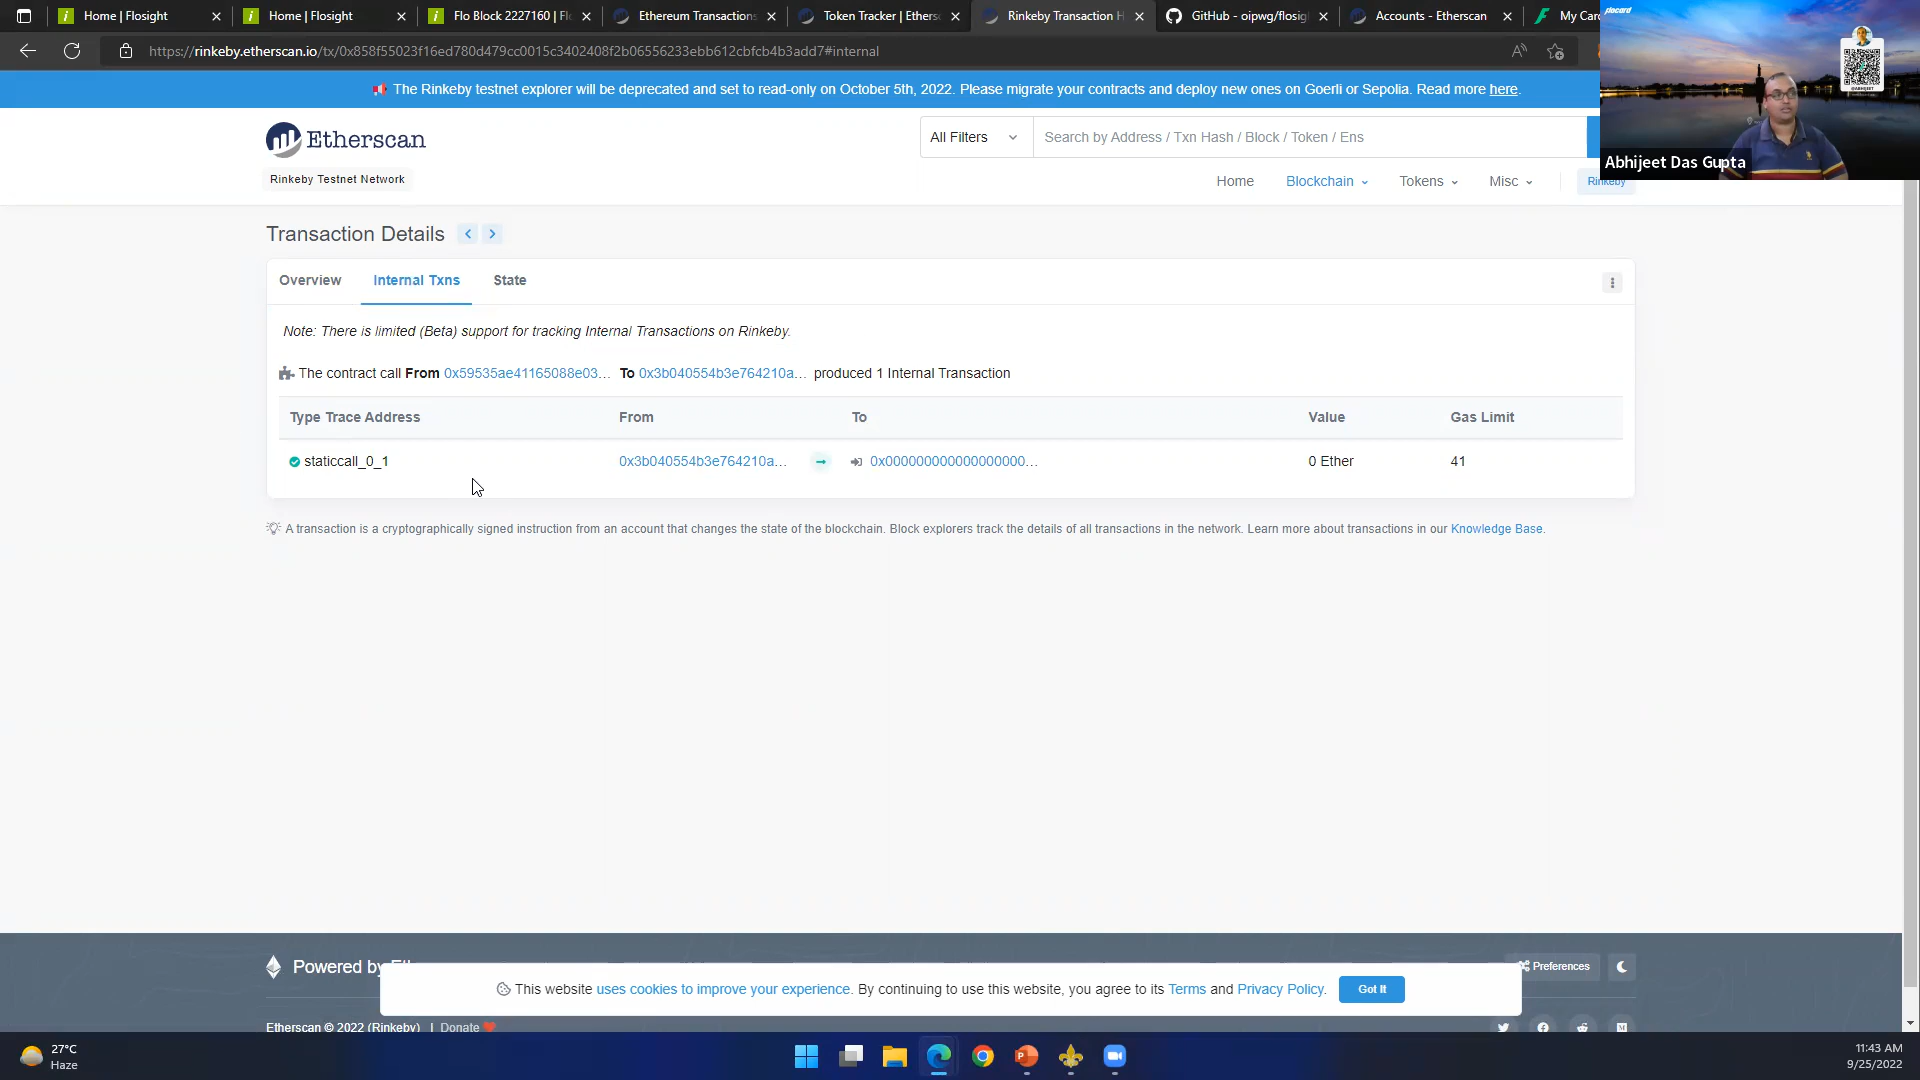 Home | Flosight
Home | Flosight
Flo Block 2227160 | Fl
Ethereum Transactions
Token Tracker | Ethers
Rinkeby Transaction H
GitHub - oipwg/flosig
Accounts - Etherscan
My Car
https://rinkeby.etherscan.io/tx/0x858f55023f16ed780d479cc0015c3402408f2b06556233ebb612cbfcb4b3add7#internal
The Rinkeby testnet explorer will be deprecated and set to read-only on October 5th, 2022. Please migrate your contracts and deploy new ones on Goerli or Sepolia. Read more here.
Etherscan
All Filters
Search by Address / Txn Hash / Block / Token / Ens
Abhijeet Das Gupta
Rinkeby Testnet Network
Home
Blockchain
Tokens
Misc
Rinkeby
Transaction Details
Overview
Internal Txns
State
Note: There is limited (Beta) support for tracking Internal Transactions on Rinkeby.
The contract call From 0x59535ae41165088e03... To 0x3b040554b3e764210a... produced 1 Internal Transaction
Type Trace Address
From
To
Value
Gas Limit
staticcall_0_1
0x3b040554b3e764210a...
0x000000000000000000...
0 Ether
41
A transaction is a cryptographically signed instruction from an account that changes the state of the blockchain. Block explorers track the details of all transactions in the network. Learn more about transactions in our Knowledge Base.
Powered by
Preferences
This website uses cookies to improve your experience. By continuing to use this website, you agree to its Terms and Privacy Policy.
Got It
Etherscan © 2022 (Rinkeby) | Donate
27°C
Haze
11:43 AM
9/25/2022